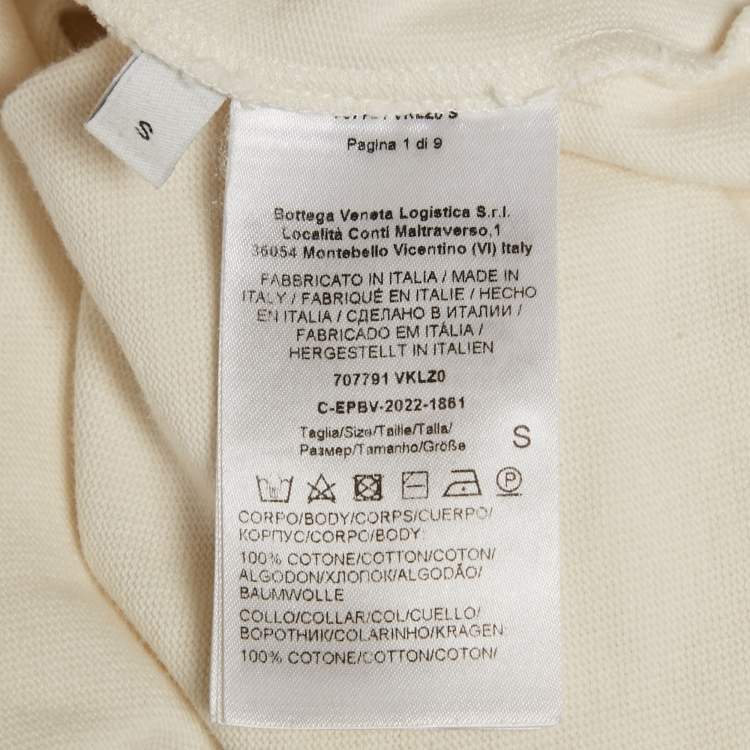 S
VKLZ0 S
Pagina 1 di 9
Bottega Veneta Logistica S.r.l.
Località Conti Maltraverso,1
36054 Montebello Vicentino (VI) Italy
FABBRICATO IN ITALIA / MADE IN
ITALY / FABRIQUÉ EN ITALIE / HECHO
EN ITALIA / СДЕЛАНО В ИТАЛИИ /
FABRICADO EM ITÁLIA /
HERGESTELLT IN ITALIEN
707791 VKLZ0
C-EPBV-2022-1861
Taglia/Size/Taille/Talla/
Размер/Tamanho/Größe
S
P
CORPO/BODY/CORPS/CUERPO/
КОРПУС/CORPO/BODY:
100% COTONE/COTTON/COTON/
ALGODON/ХЛОПОК/ALGODÃO/
BAUMWOLLE
COLLO/COLLAR/COL/CUELLO/
ВОРОТНИК/COLARINHO/KRAGEN:
100% COTONE/COTTON/COTON/